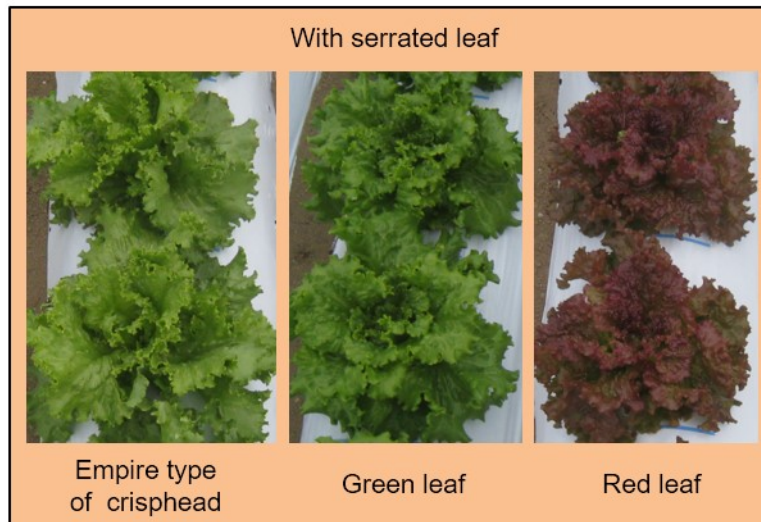 With serrated leaf
Empire type
of crisphead
Green leaf
Red leaf